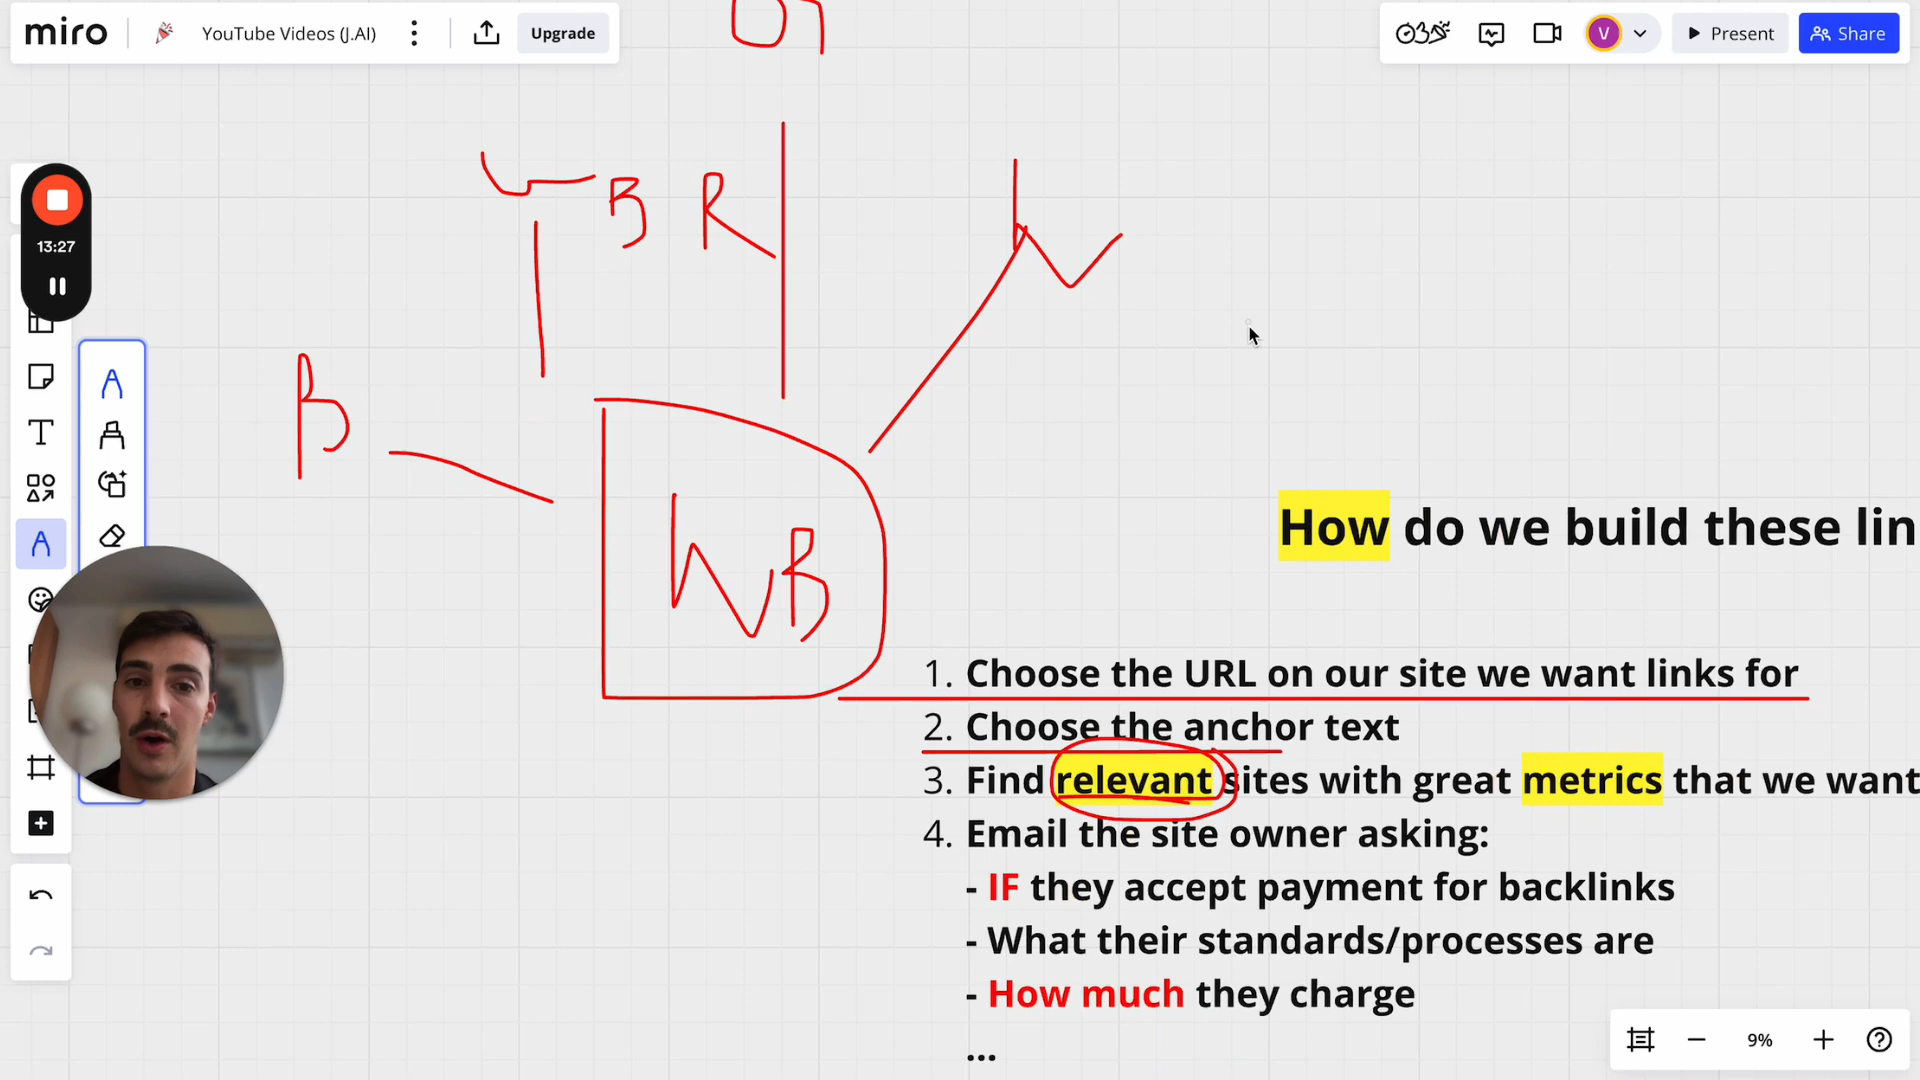 miro
YouTube Videos (J.AI)
Upgrade
V
Present
Share
13:27
B R
B
WB
How do we build these lin
1. Choose the URL on our site we want links for
2. Choose the anchor text
3. Find relevant sites with great metrics that we want
4. Email the site owner asking:
- IF they accept payment for backlinks
- What their standards/processes are
- How much they charge
...
9%